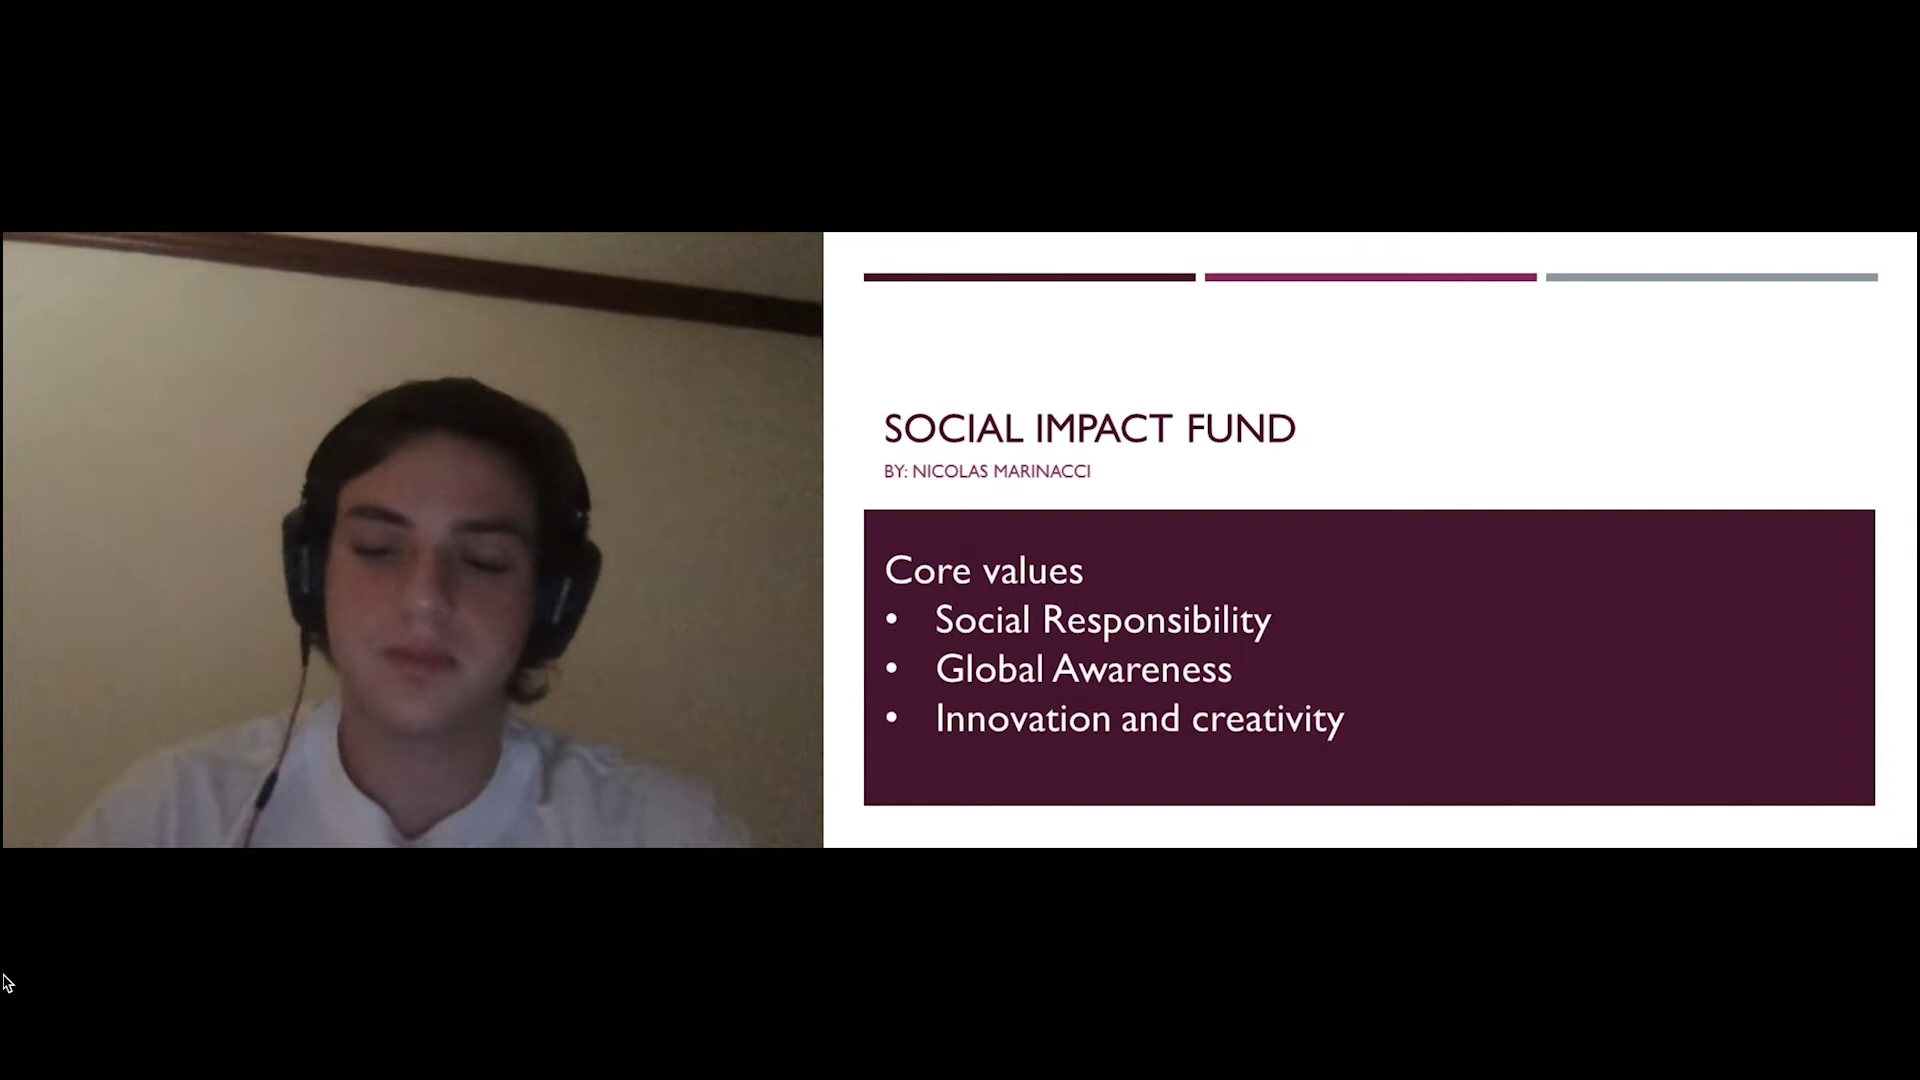 SOCIAL IMPACT FUND
BY: NICOLAS MARINACCI
Core values
• Social Responsibility
• Global Awareness
• Innovation and creativity